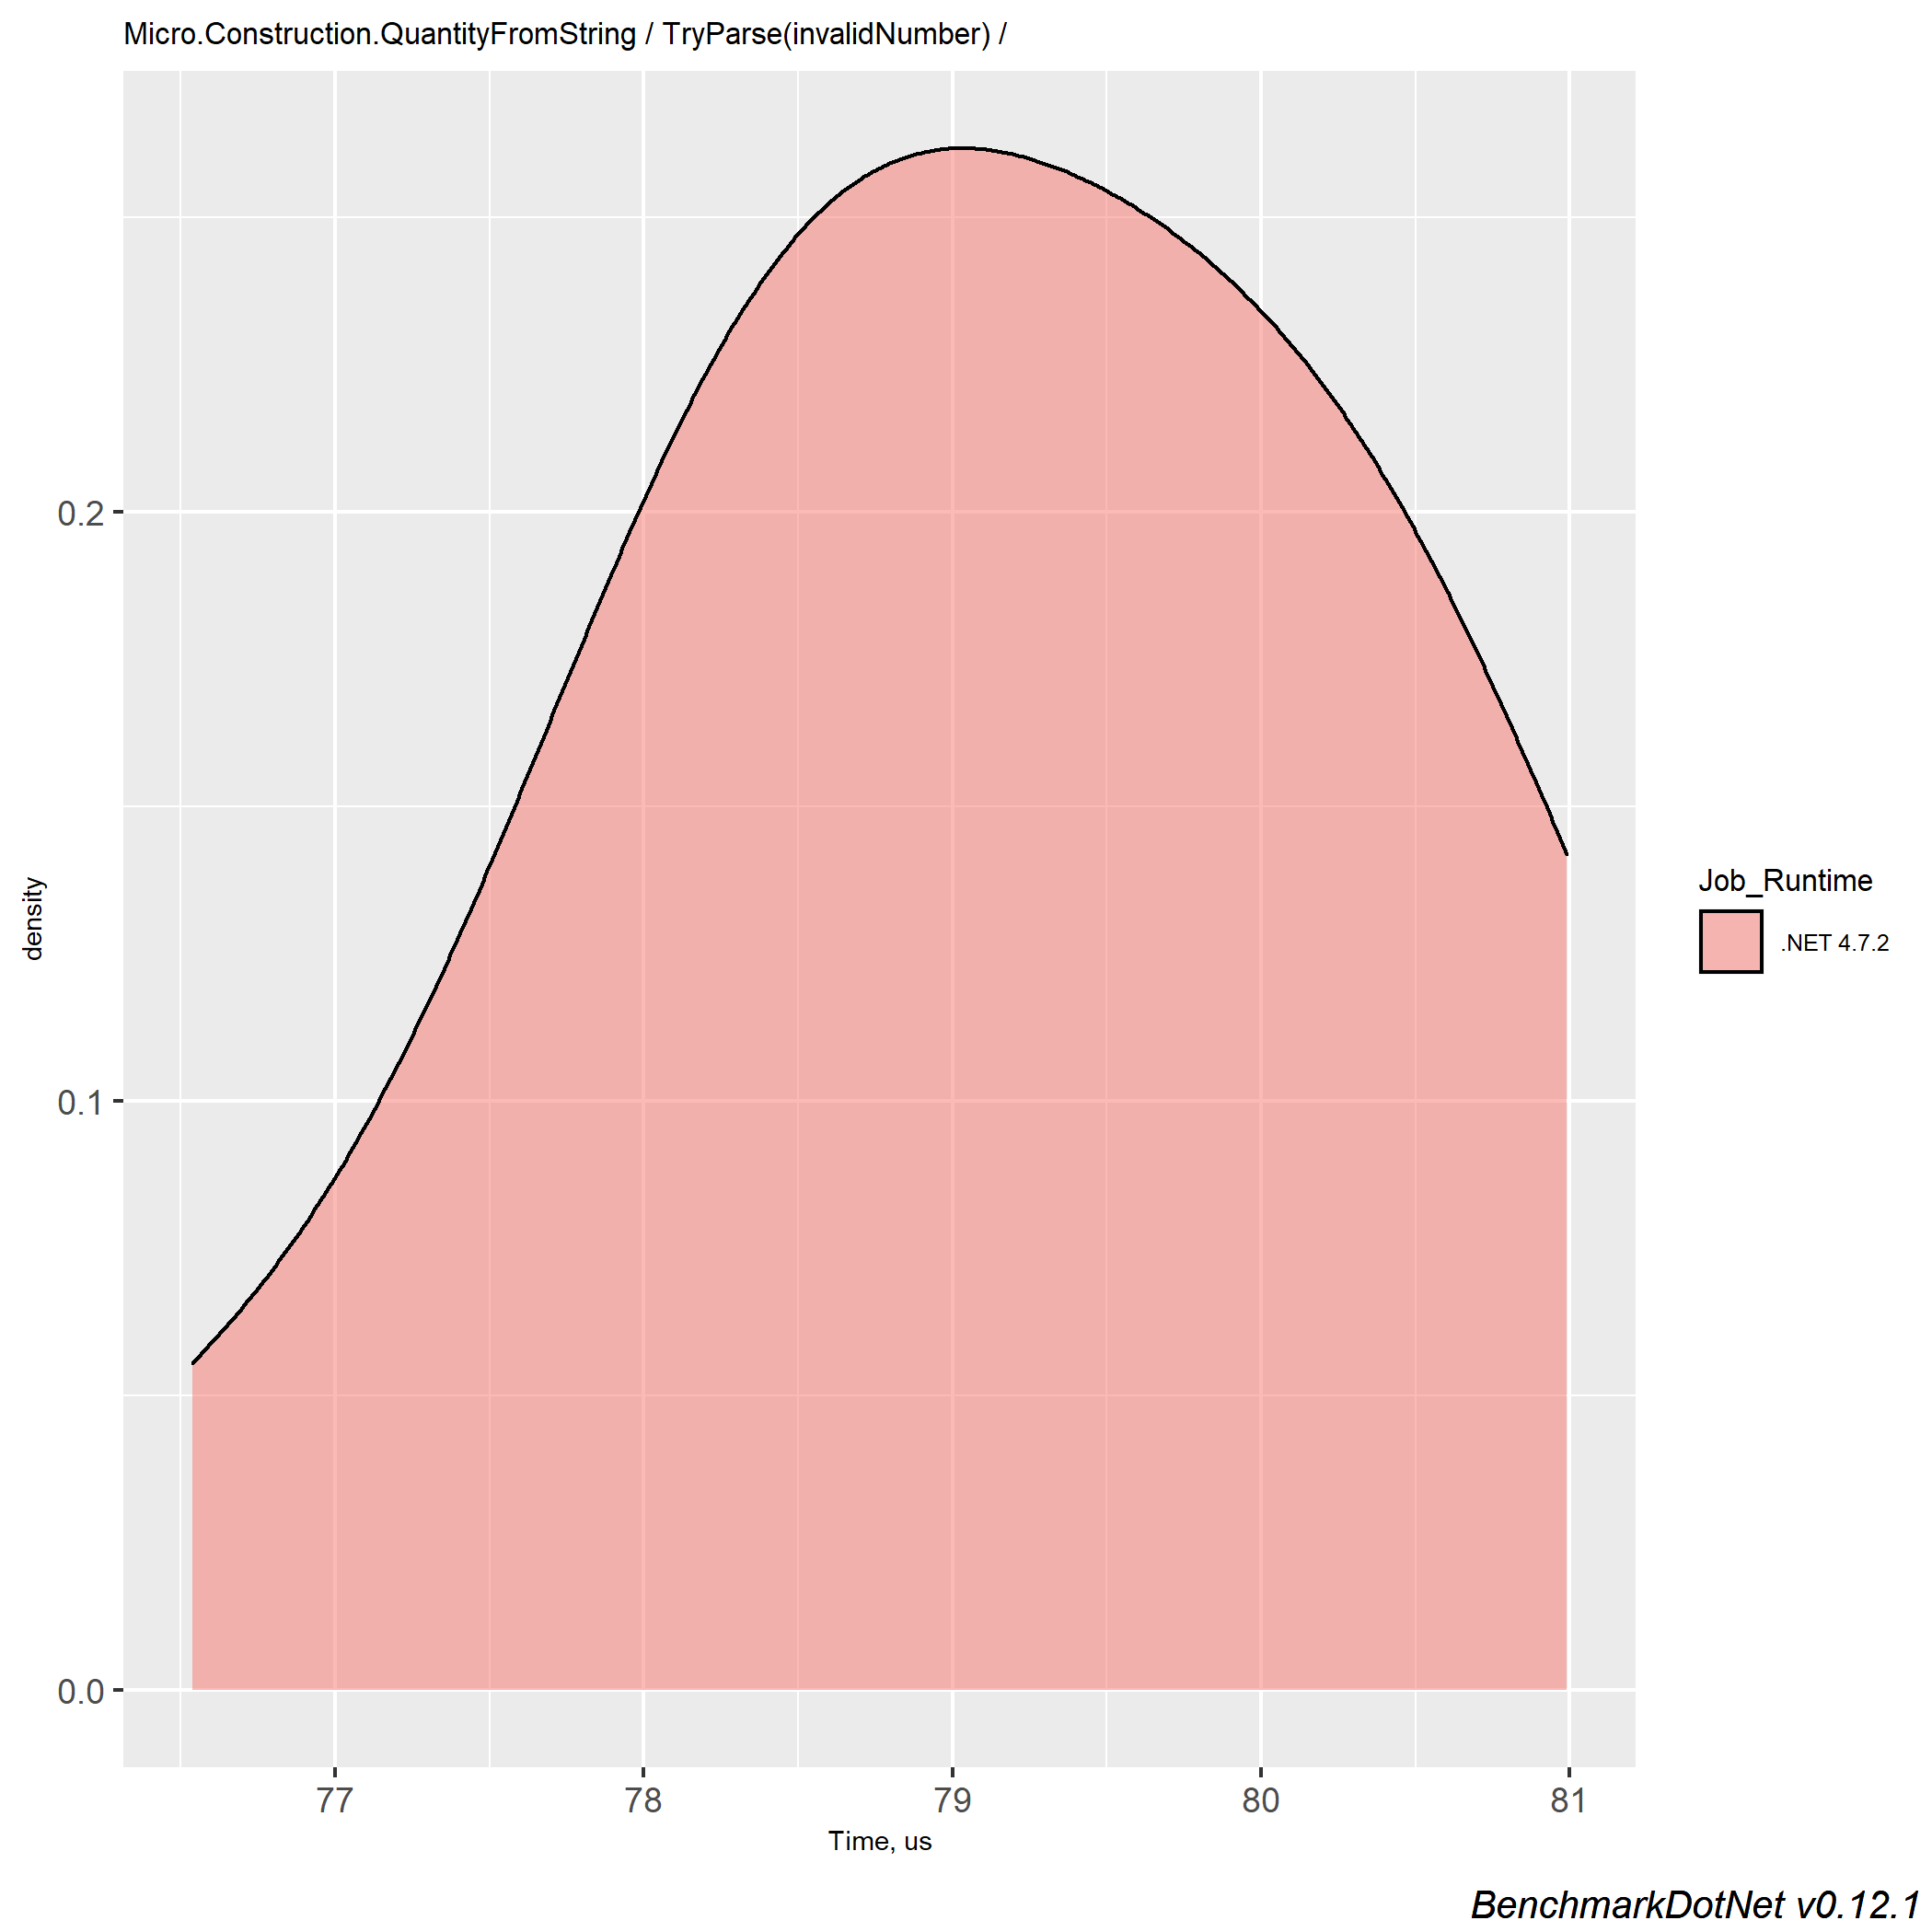 Micro.Construction.QuantityFromString / TryParse(invalidNumber) /
0.2
0.1
0.0
density
77 78 79 80 81
Time, us
Job_Runtime
.NET 4.7.2
BenchmarkDotNet v0.12.1